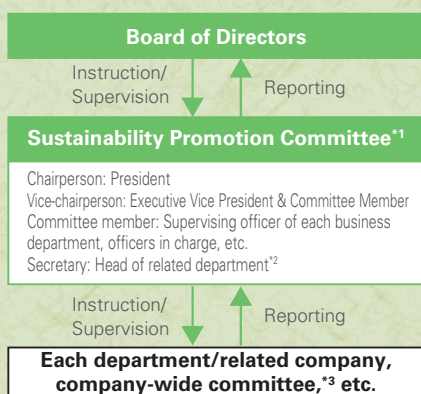 Board of Directors
Instruction/
Supervision
Reporting
Sustainability Promotion Committee*1
Chairperson: President
Vice-chairperson: Executive Vice President & Committee Member
Committee member: Supervising officer of each business
department, officers in charge, etc.
Secretary: Head of related department*2
Instruction/
Supervision
Reporting
Each department/related company,
company-wide committee,*3 etc.